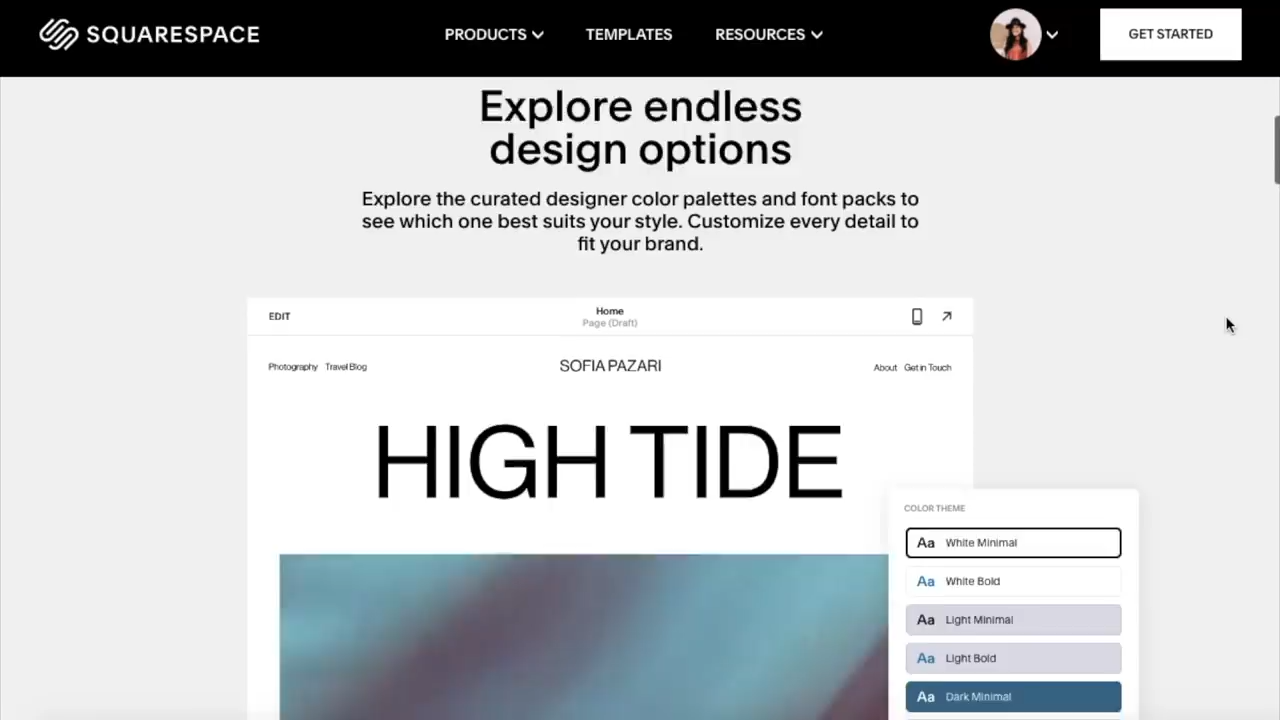 SQUARESPACE
PRODUCTS
TEMPLATES
RESOURCES
GET STARTED
Explore endless
design options
Explore the curated designer color palettes and font packs to
see which one best suits your style. Customize every detail to
fit your brand.
EDIT
Home
Page (Draft)
Photography Travel Blog
SOFIA PAZARI
About Get in Touch
HIGH TIDE
COLOR THEME
Aa White Minimal
Aa White Bold
Aa Light Minimal
Aa Light Bold
Aa Dark Minimal